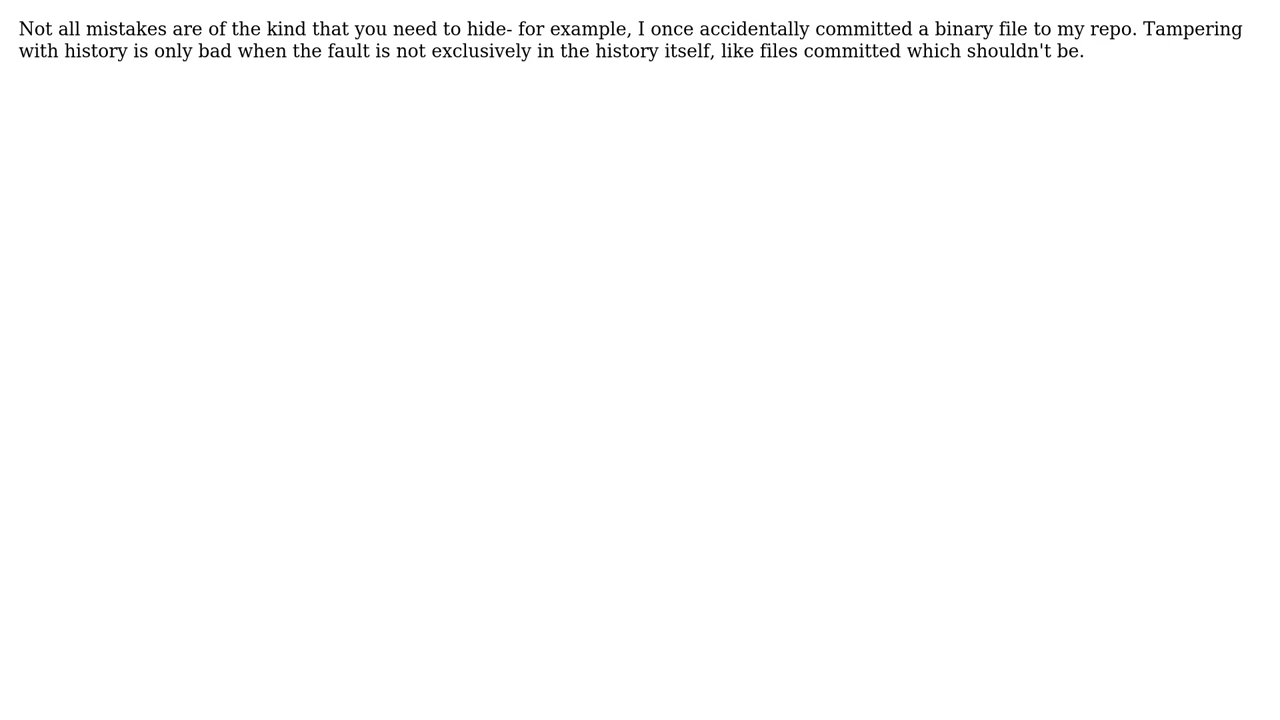 Not all mistakes are of the kind that you need to hide- for example, I once accidentally committed a binary file to my repo. Tampering
with history is only bad when the fault is not exclusively in the history itself, like files committed which shouldn't be.